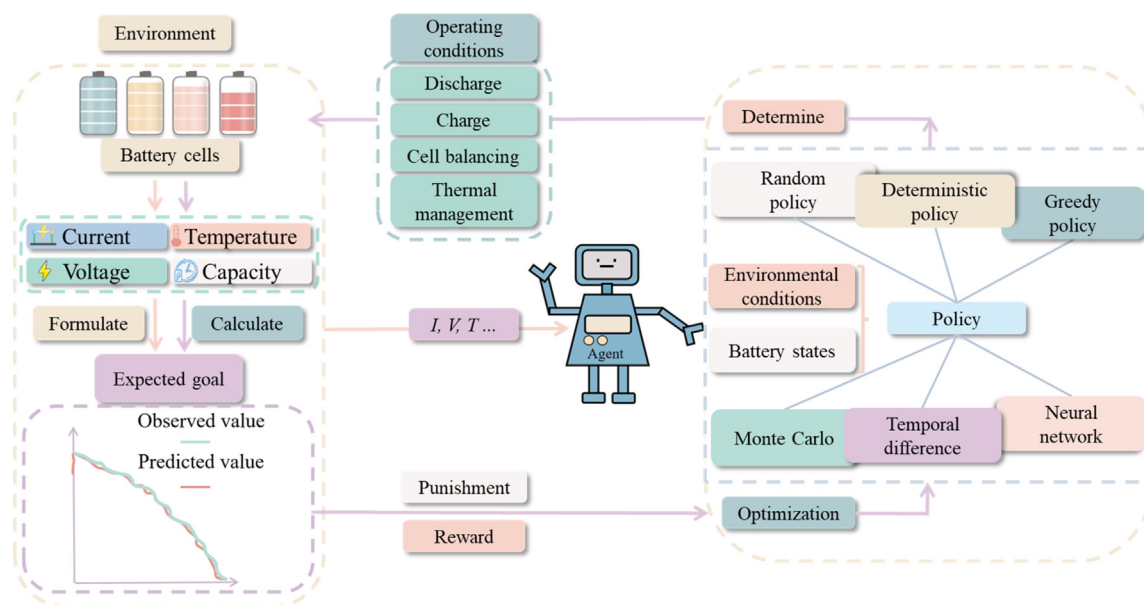 Environment
Battery cells
Current
Temperature
Voltage
Capacity
Formulate
Calculate
Expected goal
Observed value
Predicted value
Operating
conditions
Discharge
Charge
Cell balancing
Thermal
management
I, V, T ...
Agent
Punishment
Reward
Determine
Random
policy
Deterministic
policy
Greedy
policy
Environmental
conditions
Battery states
Policy
Monte Carlo
Temporal
difference
Neural
network
Optimization